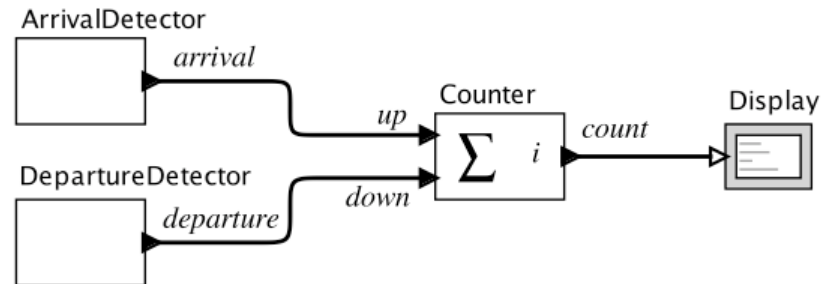 ArrivalDetector
arrival
up
Counter
Σ i
count
Display
DepartureDetector
departure
down